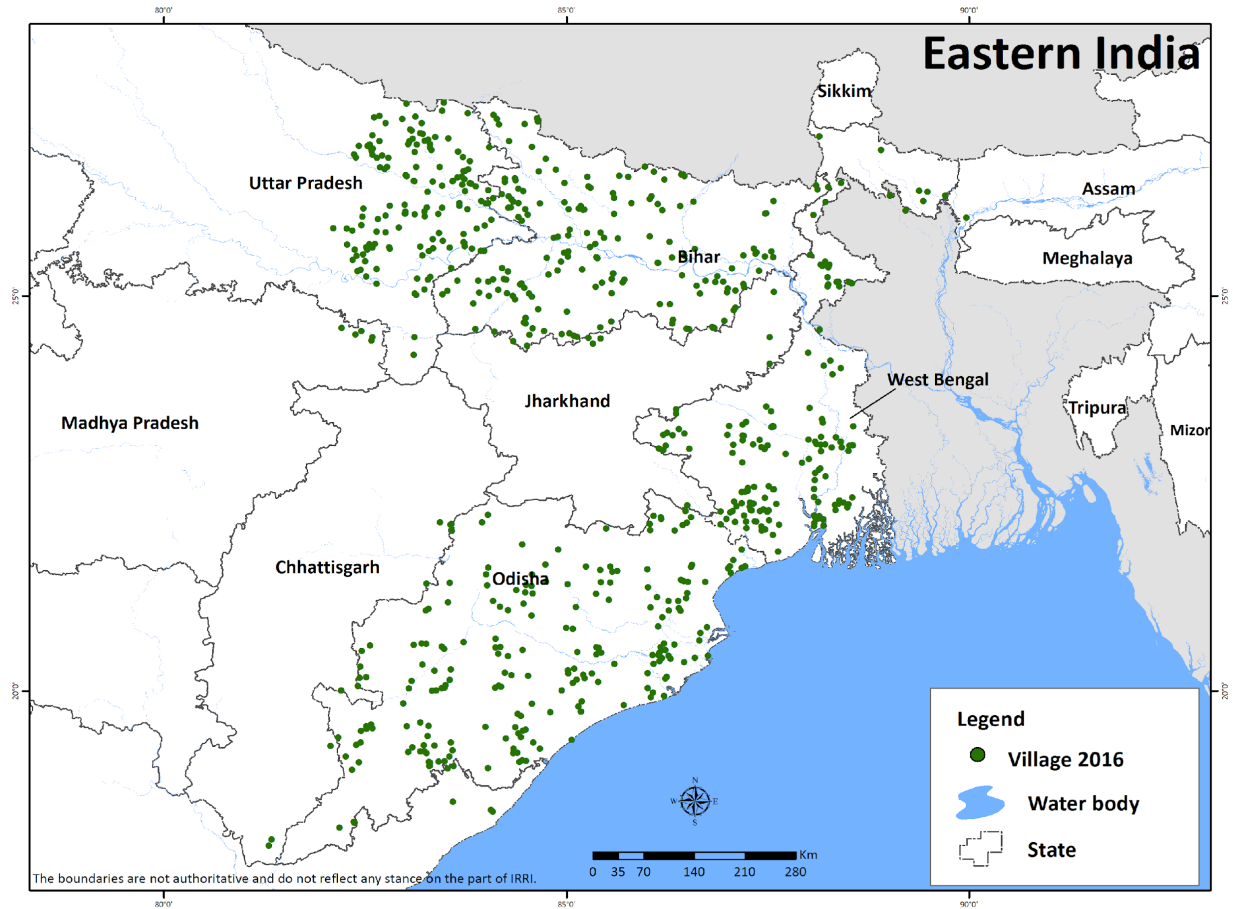 80°0' 85°0' 90°0'
Eastern India
Sikkim
Uttar Pradesh
Assam
Bihar
Meghalaya
25°0' 25°0'
West Bengal
Jharkhand
Tripura
Madhya Pradesh
Mizor
Chhattisgarh
Odisha
20°0' 20°0'
Legend
Village 2016
Water body
State
N
W E
S
Km
0 35 70 140 210 280
The boundaries are not authoritative and do not reflect any stance on the part of IRRI.
80°0' 85°0' 90°0'